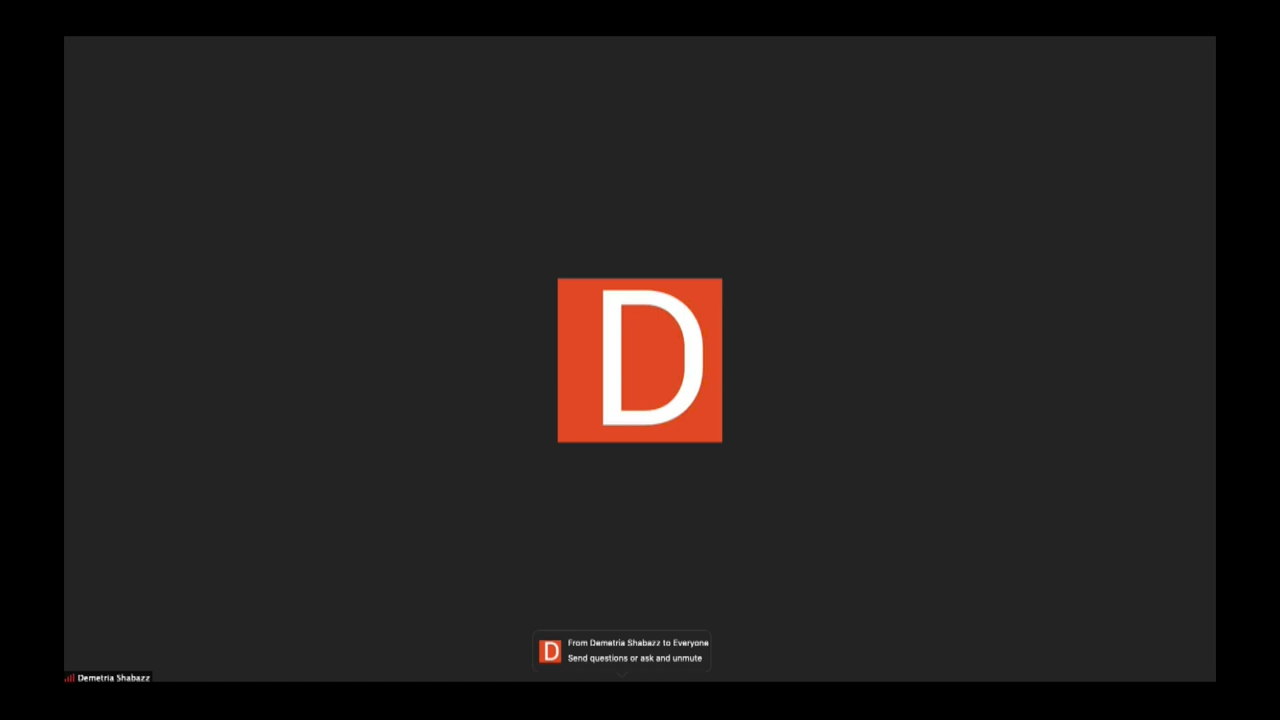 D
D
From Demetria Shabazz to Everyone
Send questions or ask and unmute
Demetria Shabazz